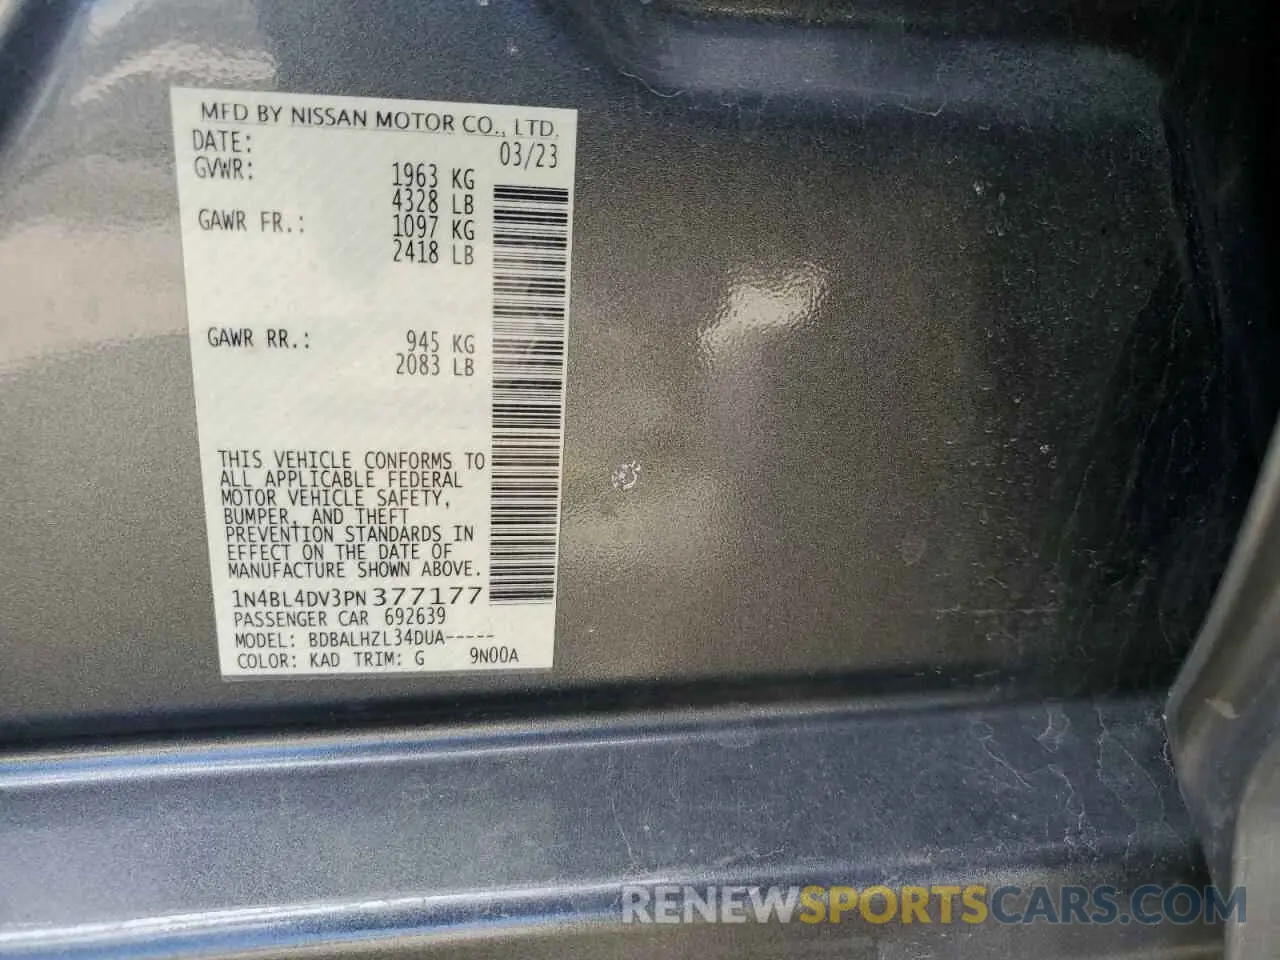 MFD BY NISSAN MOTOR CO., LTD.
DATE: 03/23
GVWR: 1963 KG
4328 LB
GAWR FR.: 1097 KG
2418 LB
GAWR RR.: 945 KG
2083 LB
THIS VEHICLE CONFORMS TO
ALL APPLICABLE FEDERAL
MOTOR VEHICLE SAFETY,
BUMPER, AND THEFT
PREVENTION STANDARDS IN
EFFECT ON THE DATE OF
MANUFACTURE SHOWN ABOVE.
1N4BL4DV3PN377177
PASSENGER CAR 692639
MODEL: BDBALHZL34DUA-----
COLOR: KAD TRIM: G 9N00A
RENEWSPORTSCARS.COM